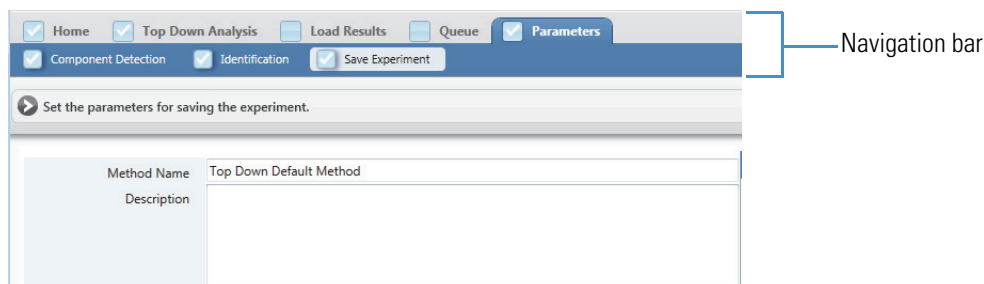 Home Top Down Analysis Load Results Queue Parameters
Navigation bar
Component Detection Identification Save Experiment
Set the parameters for saving the experiment.
Method Name Top Down Default Method
Description